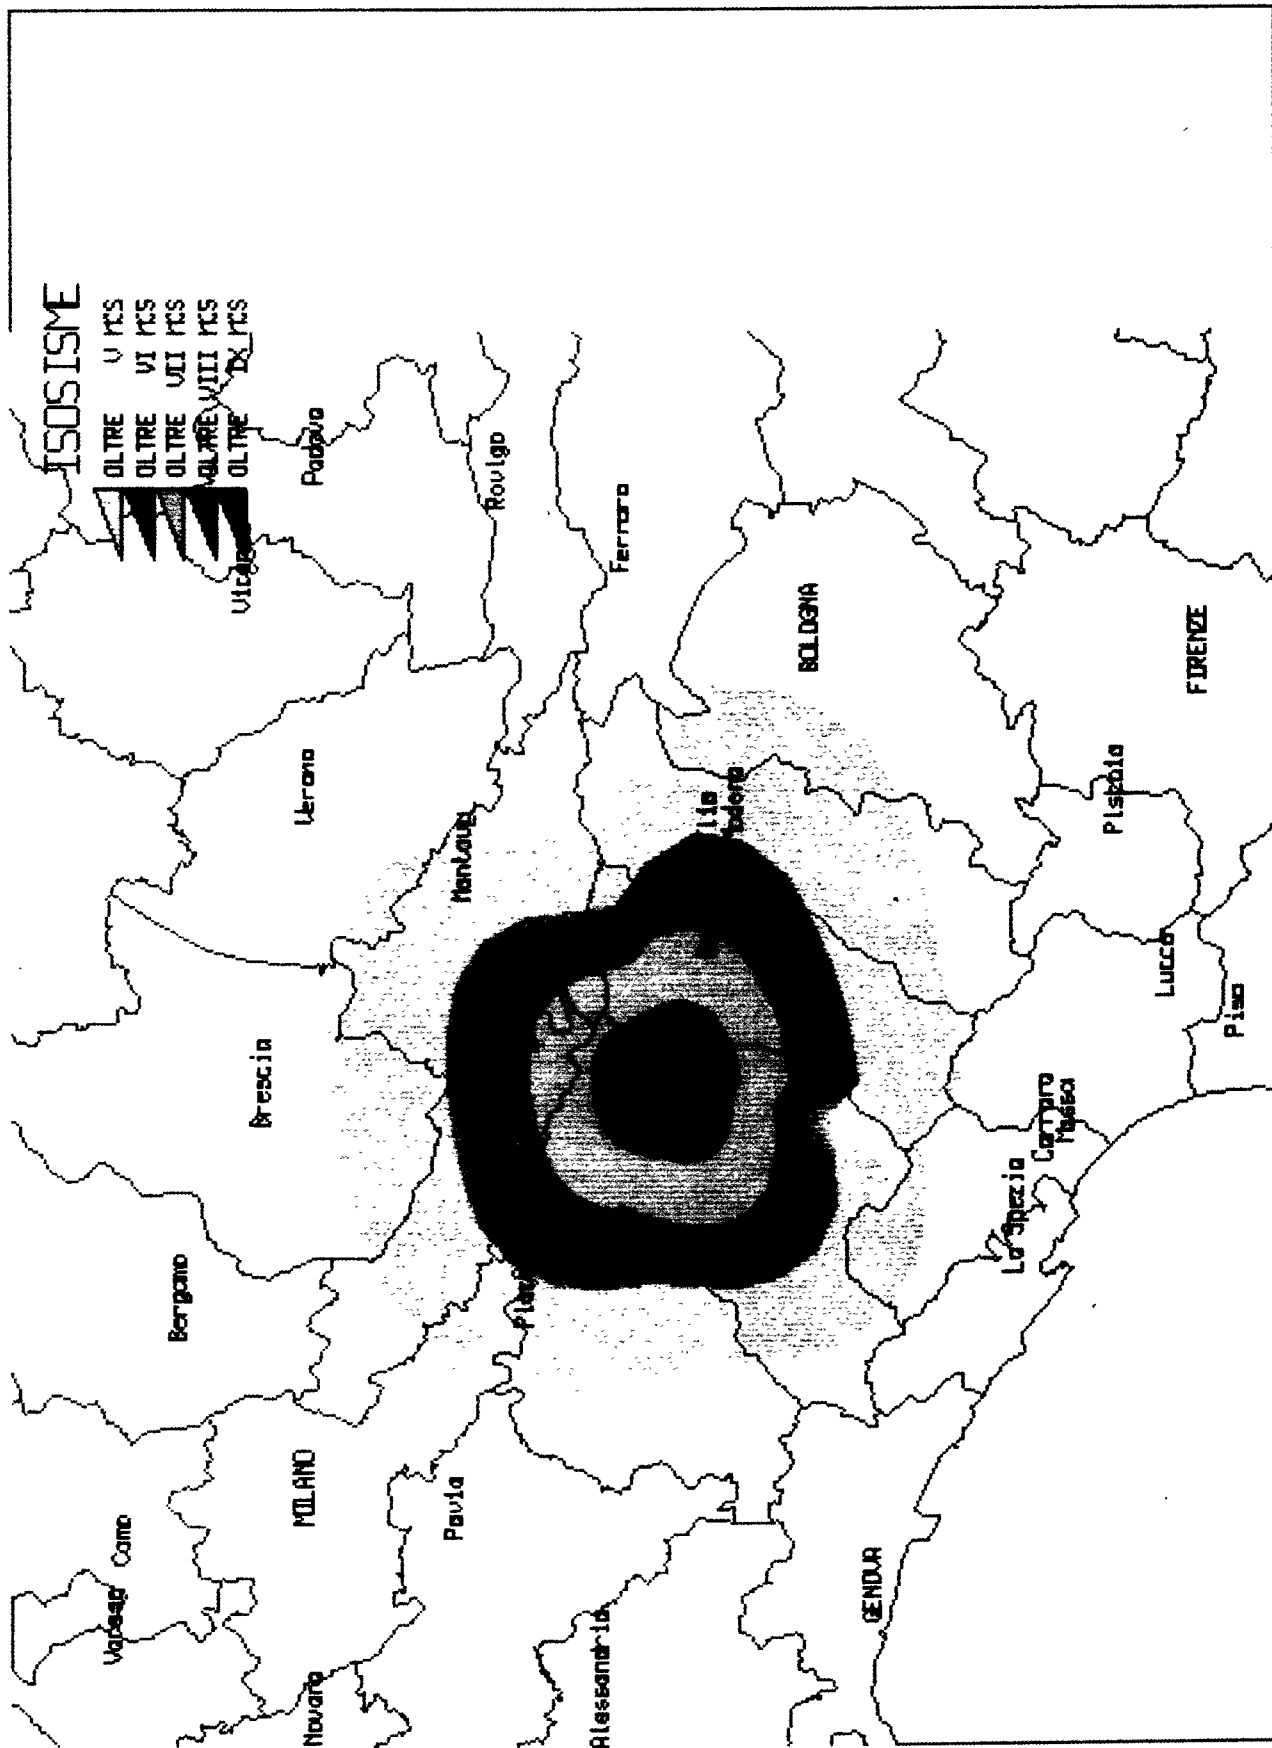 ISOSISME
OLTRE V MCS
OLTRE VI MCS
OLTRE VII MCS
OLTRE VIII MCS
OLTRE IX MCS
Varese
Como
Bergamo
Brescia
Novara
MILANO
Verona
Padova
Pavia
Mantova
Rovigo
Alessandria
Ferrara
Modena
BOLOGNA
GENOVA
La Spezia
Carrara
Massa
Pistoia
Lucca
FIRENZE
Pisa